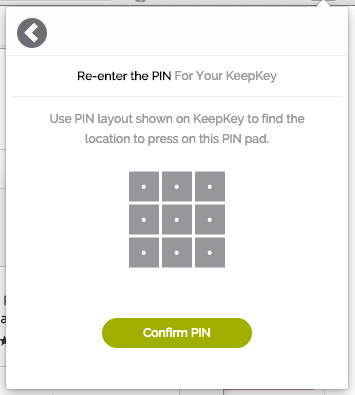 Re-enter the PIN For Your KeepKey
Use PIN layout shown on KeepKey to find the
location to press on this PIN pad.
Confirm PIN